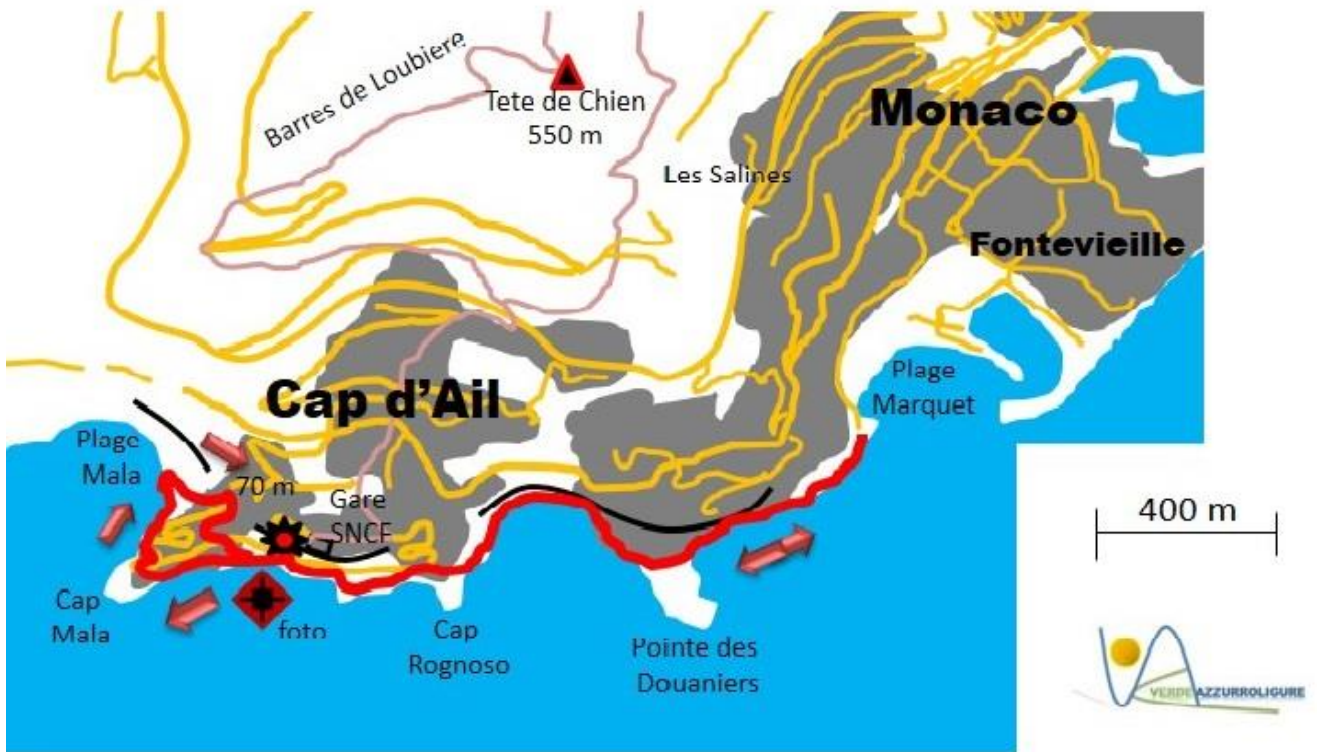 Barres de Loubiere
Tete de Chien
550 m
Monaco
Les Salines
Fontevieille
Plage
Marquet
Cap d’Ail
Plage
Mala
70 m
Gare
SNCF
400 m
Cap
Mala
foto
Cap
Rognoso
Pointe des
Douaniers
VERDEAZZURROLIGURE